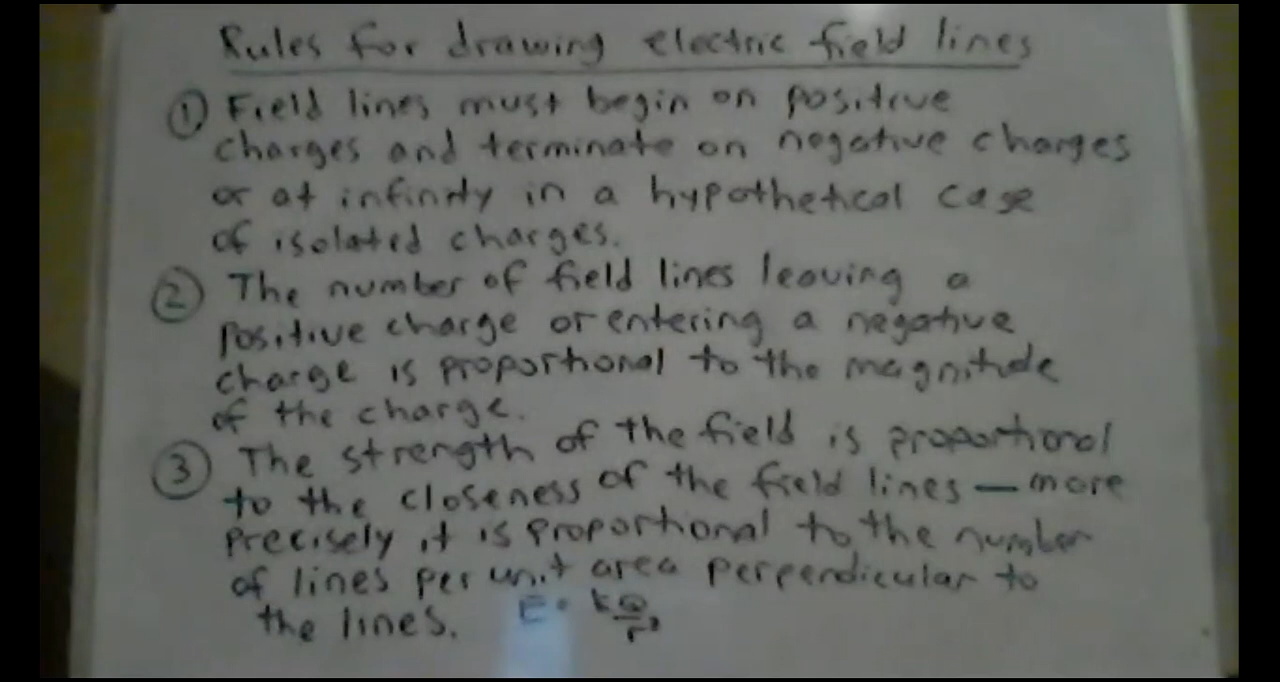 Rules for drawing electric field lines
① Field lines must begin on positive
charges and terminate on negative charges
or at infinity in a hypothetical case
of isolated charges.
② The number of field lines leaving a
positive charge or entering a negative
charge is proportional to the magnitude
of the charge.
③ The strength of the field is proportional
to the closeness of the field lines — more
precisely it is proportional to the number
of lines per unit area perpendicular to
the lines. E = kQ/r²